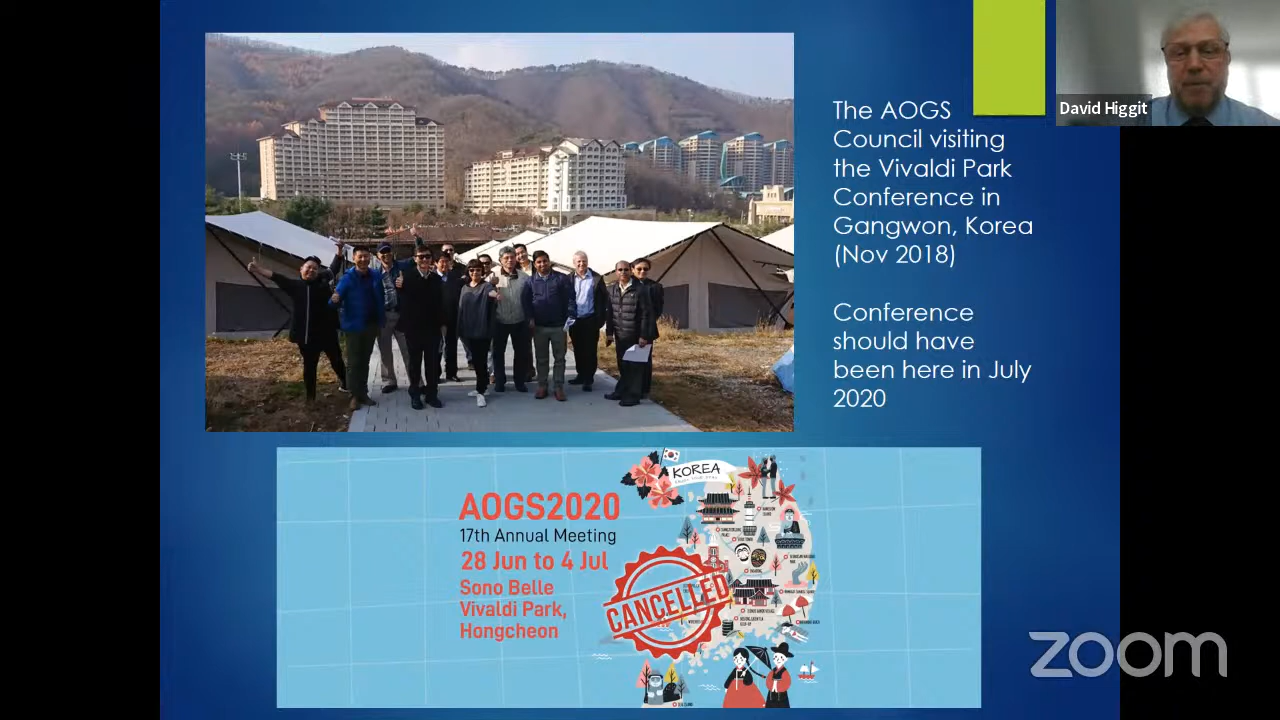 The AOGS
Council visiting
the Vivaldi Park
Conference in
Gangwon, Korea
(Nov 2018)
Conference
should have
been here in July
2020
David Higgit
KOREA
AOGS2020
17th Annual Meeting
28 Jun to 4 Jul
Sono Belle
Vivaldi Park,
Hongcheon
CANCELLED
zoom